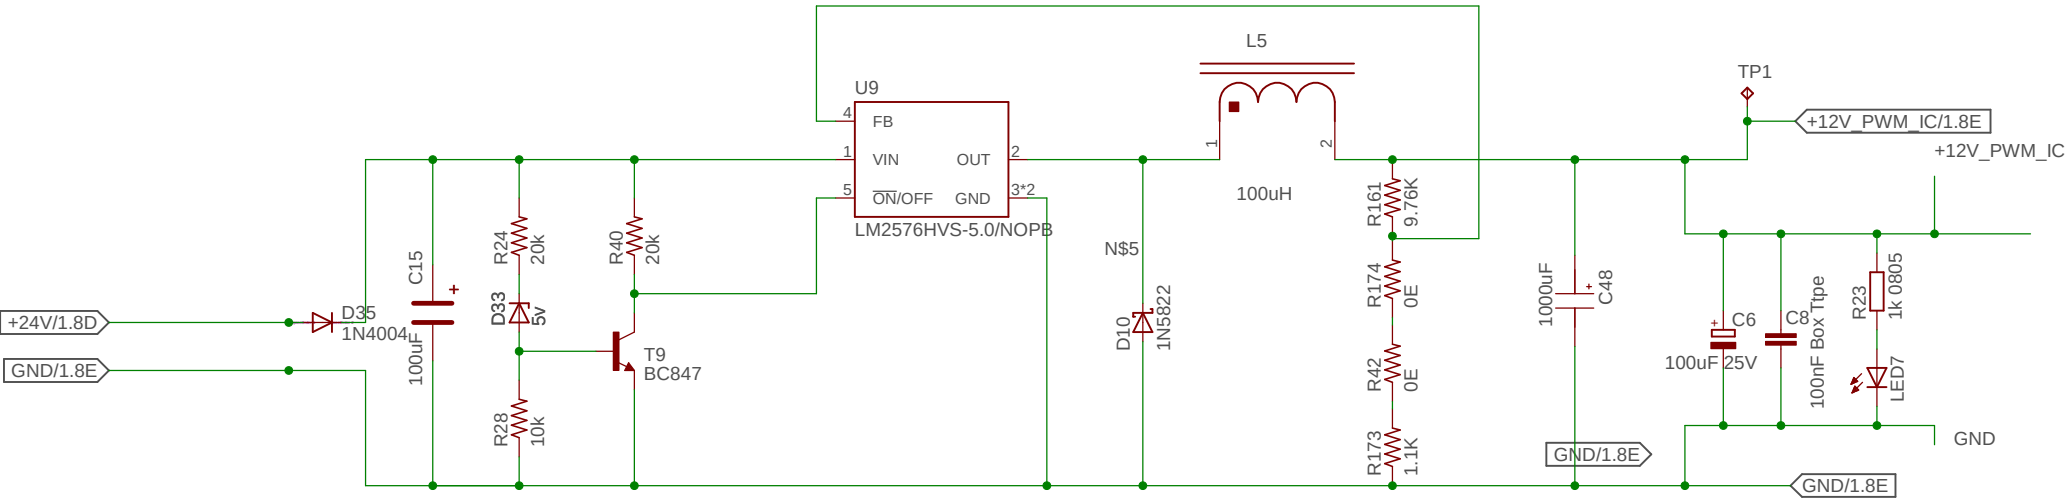 +24V/1.8D
GND/1.8E
D35
1N4004
C15
+
100uF
R24
20k
D33
5v
R28
10k
R40
20k
T9
BC847
U9
4
FB
1
VIN
OUT
2
5
ON/OFF
GND
3*2
LM2576HVS-5.0/NOPB
N$5
D10
1N5822
L5
1
2
100uH
R161
9.76K
R174
0E
R42
0E
R173
1.1K
1000uF
+
C48
GND/1.8E
TP1
+12V_PWM_IC/1.8E
+12V_PWM_IC
+
C6
100uF 25V
C8
100nF Box Ttpe
R23
1k 0805
LED7
GND
GND/1.8E